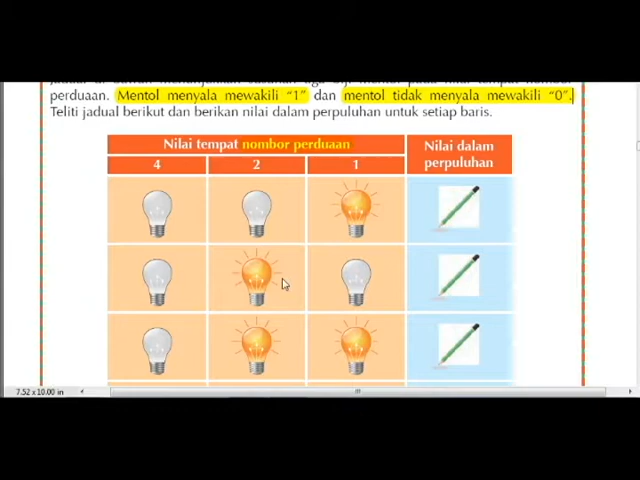 perduaan. Mentol menyala mewakili "1" dan mentol tidak menyala mewakili "0".
Teliti jadual berikut dan berikan nilai dalam perpuluhan untuk setiap baris.
Nilai tempat nombor perduaan
Nilai dalam
perpuluhan
4 2 1
7.52 x 10.00 in